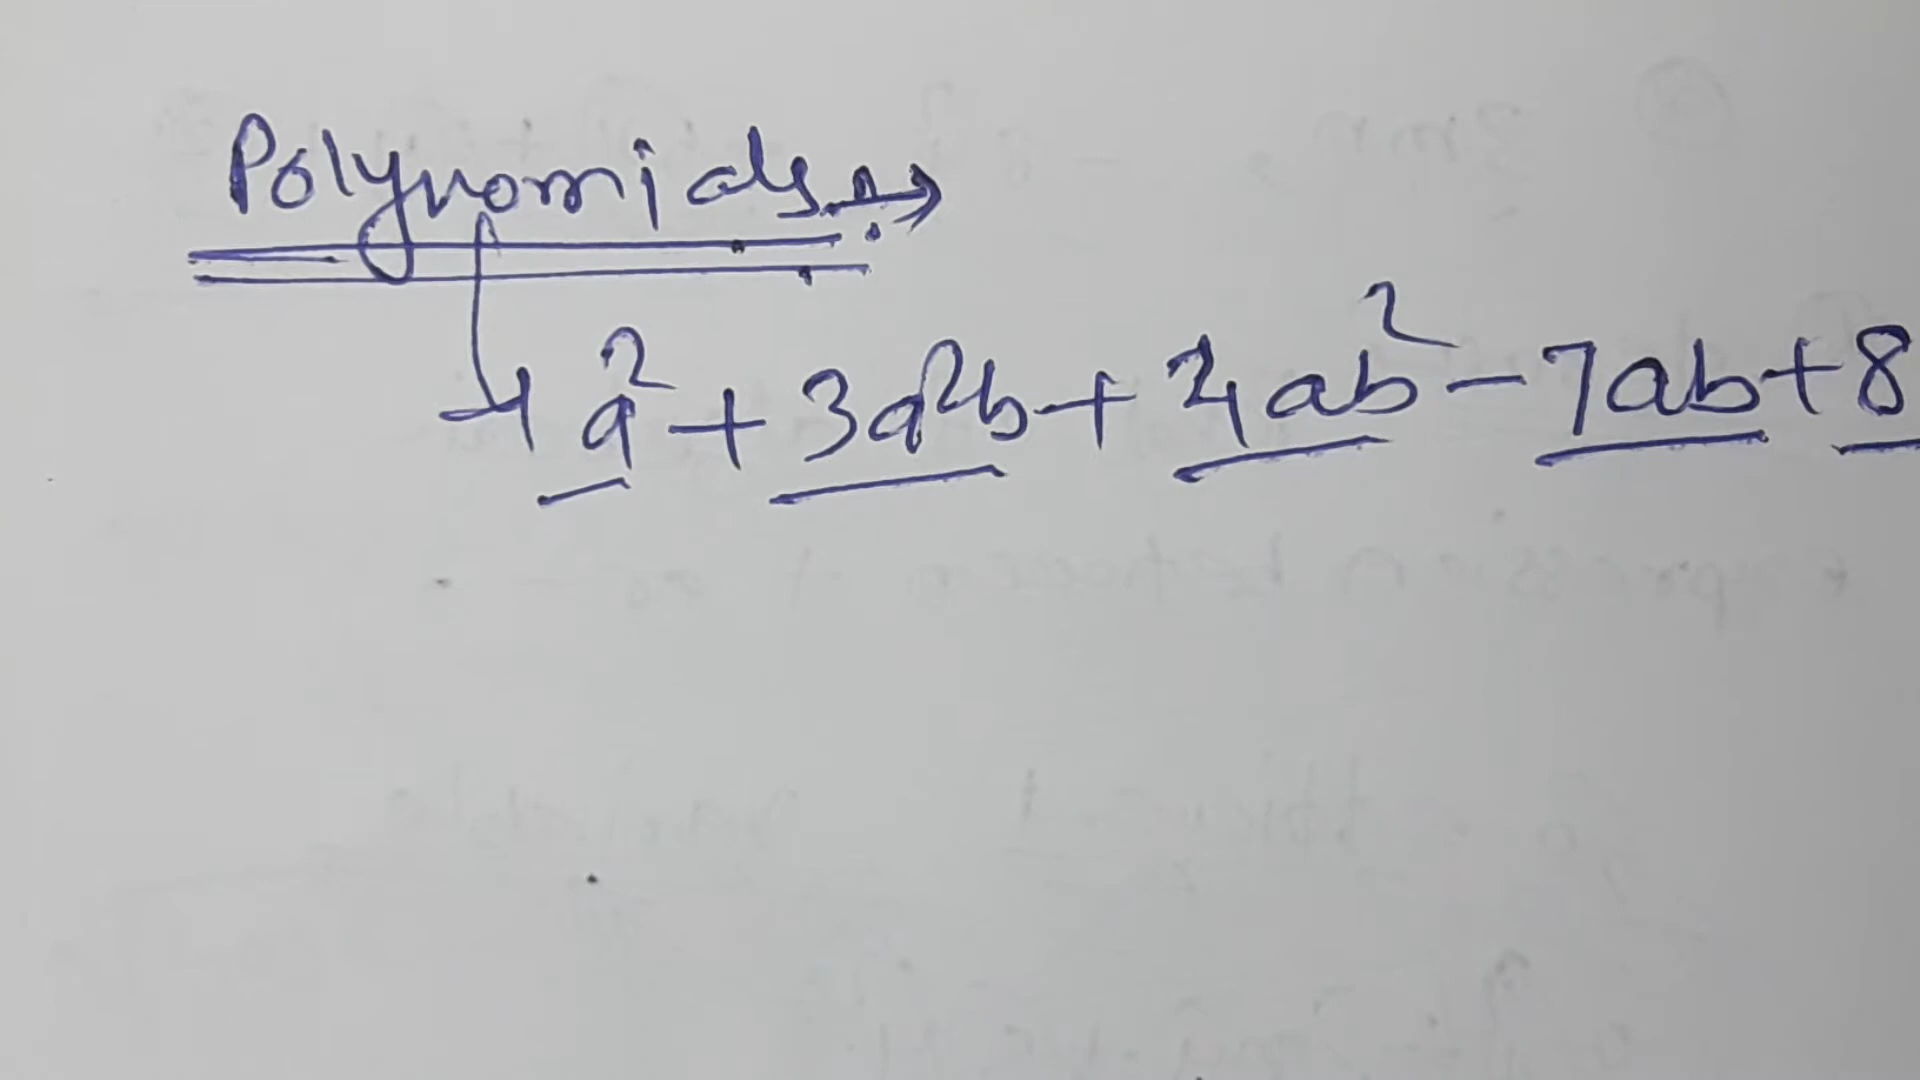 Polynomials :→
a² + 3a²b + 4ab² - 7ab + 8